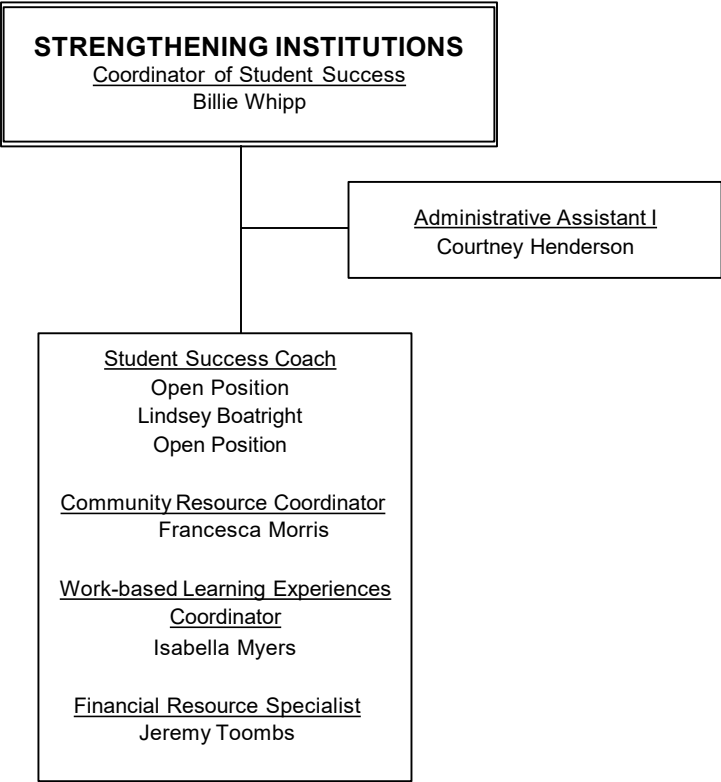 STRENGTHENING INSTITUTIONS
Coordinator of Student Success
Billie Whipp
Administrative Assistant I
Courtney Henderson
Student Success Coach
Open Position
Lindsey Boatright
Open Position
Community Resource Coordinator
Francesca Morris
Work-based Learning Experiences
Coordinator
Isabella Myers
Financial Resource Specialist
Jeremy Toombs